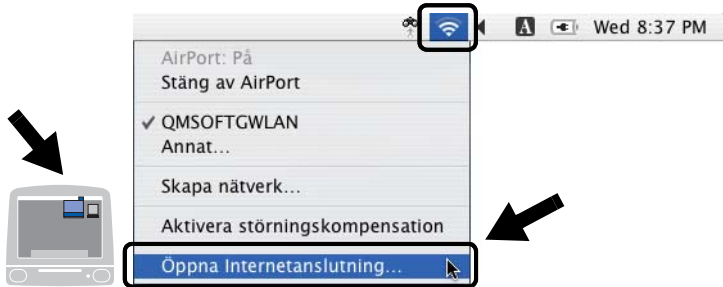 A Wed 8:37 PM
AirPort: På
Stäng av AirPort
✓ QMSOFTGWLAN
Annat...
Skapa nätverk...
Aktivera störningskompensation
Öppna Internetanslutning...